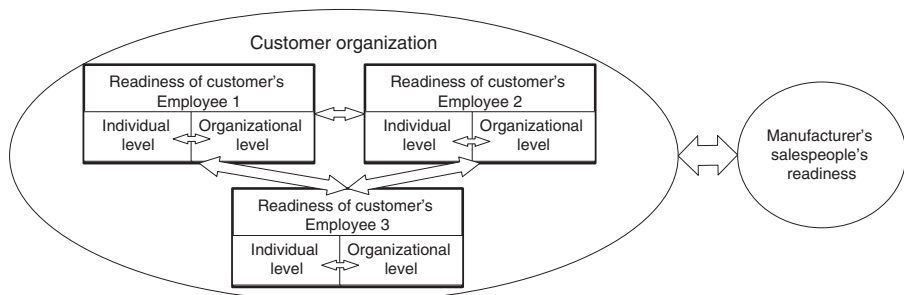 Customer organization
Readiness of customer’s
Employee 1
Individual
level
Organizational
level
Readiness of customer’s
Employee 2
Individual
level
Organizational
level
Readiness of customer’s
Employee 3
Individual
level
Organizational
level
Manufacturer’s
salespeople’s
readiness